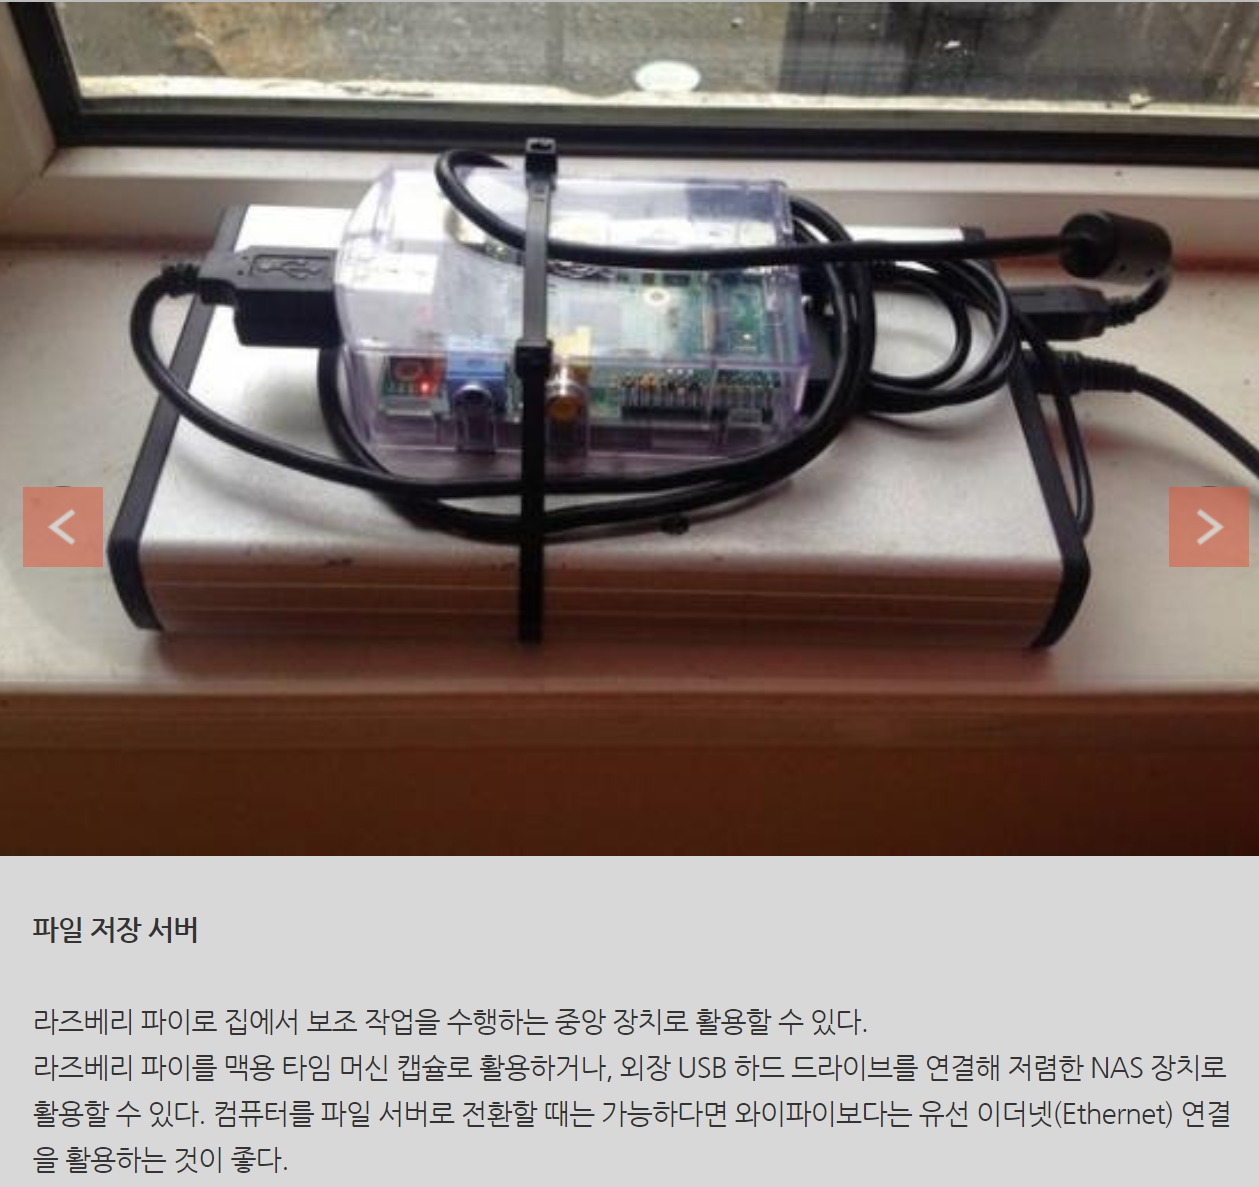 파일 저장 서버
라즈베리 파이로 집에서 보조 작업을 수행하는 중앙 장치로 활용할 수 있다.
라즈베리 파이를 맥용 타임 머신 캡슐로 활용하거나, 외장 USB 하드 드라이브를 연결해 저렴한 NAS 장치로
활용할 수 있다. 컴퓨터를 파일 서버로 전환할 때는 가능하다면 와이파이보다는 유선 이더넷(Ethernet) 연결
을 활용하는 것이 좋다.